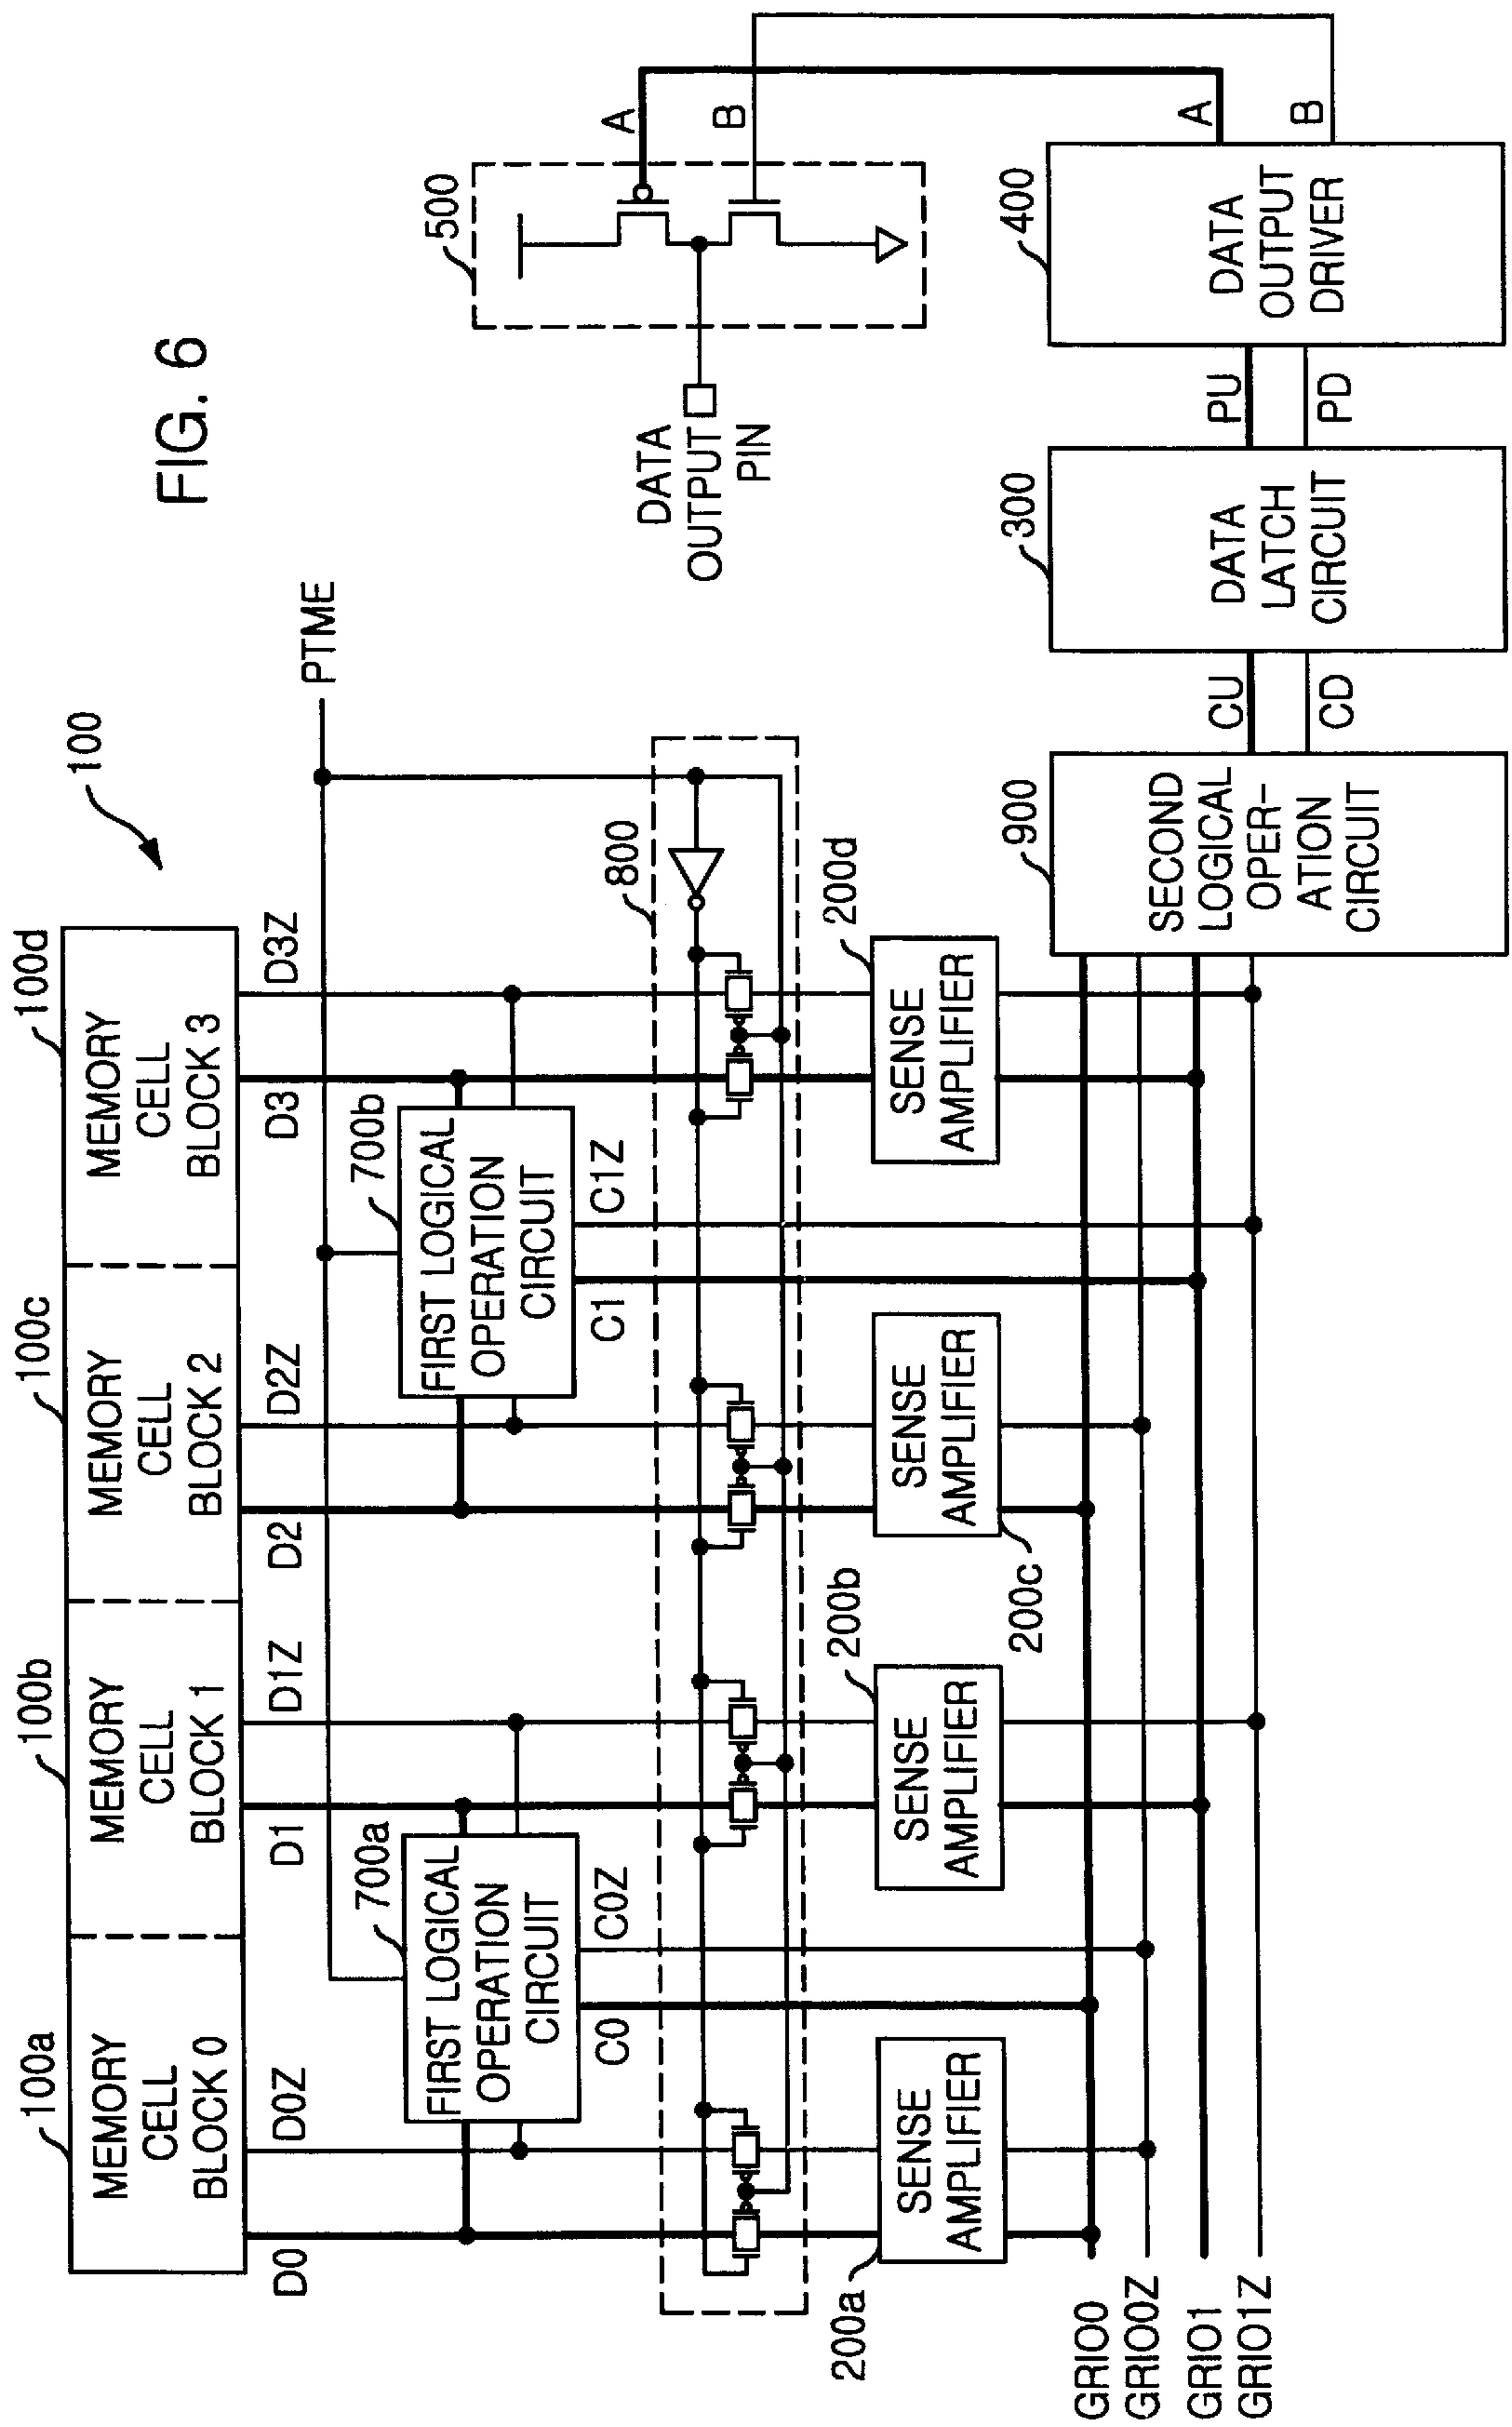 FIG. 6
100
100a
100b
100c
100d
MEMORY
CELL
BLOCK 0
MEMORY
CELL
BLOCK 1
MEMORY
CELL
BLOCK 2
MEMORY
CELL
BLOCK 3
D0
D0Z
D1
D1Z
D2
D2Z
D3
D3Z
PTME
700a
FIRST LOGICAL
OPERATION
CIRCUIT
700b
FIRST LOGICAL
OPERATION
CIRCUIT
C0
C0Z
C1
C1Z
800
200a
SENSE
AMPLIFIER
200b
SENSE
AMPLIFIER
200c
SENSE
AMPLIFIER
200d
SENSE
AMPLIFIER
GRIO0
GRIO0Z
GRIO1
GRIO1Z
900
SECOND
LOGICAL
OPER-
ATION
CIRCUIT
CU
CD
300
DATA
LATCH
CIRCUIT
PU
PD
400
DATA
OUTPUT
DRIVER
A
B
500
A
B
DATA
OUTPUT
PIN